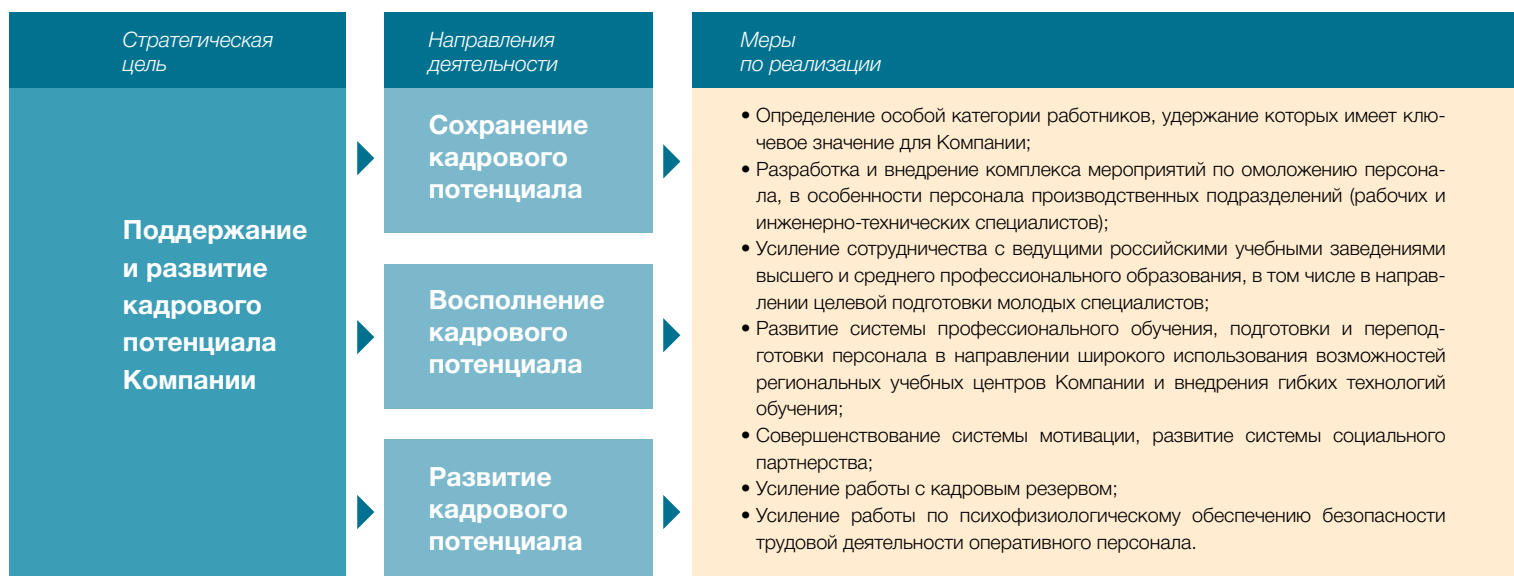 Стратегическая
цель
Направления
деятельности
Меры
по реализации
Поддержание
и развитие
кадрового
потенциала
Компании
Сохранение
кадрового
потенциала
Восполнение
кадрового
потенциала
Развитие
кадрового
потенциала
• Определение особой категории работников, удержание которых имеет клю-
чевое значение для Компании;
• Разработка и внедрение комплекса мероприятий по омоложению персона-
ла, в особенности персонала производственных подразделений (рабочих и
инженерно-технических специалистов);
• Усиление сотрудничества с ведущими российскими учебными заведениями
высшего и среднего профессионального образования, в том числе в направ-
лении целевой подготовки молодых специалистов;
• Развитие системы профессионального обучения, подготовки и перепод-
готовки персонала в направлении широкого использования возможностей
региональных учебных центров Компании и внедрения гибких технологий
обучения;
• Совершенствование системы мотивации, развитие системы социального
партнерства;
• Усиление работы с кадровым резервом;
• Усиление работы по психофизиологическому обеспечению безопасности
трудовой деятельности оперативного персонала.